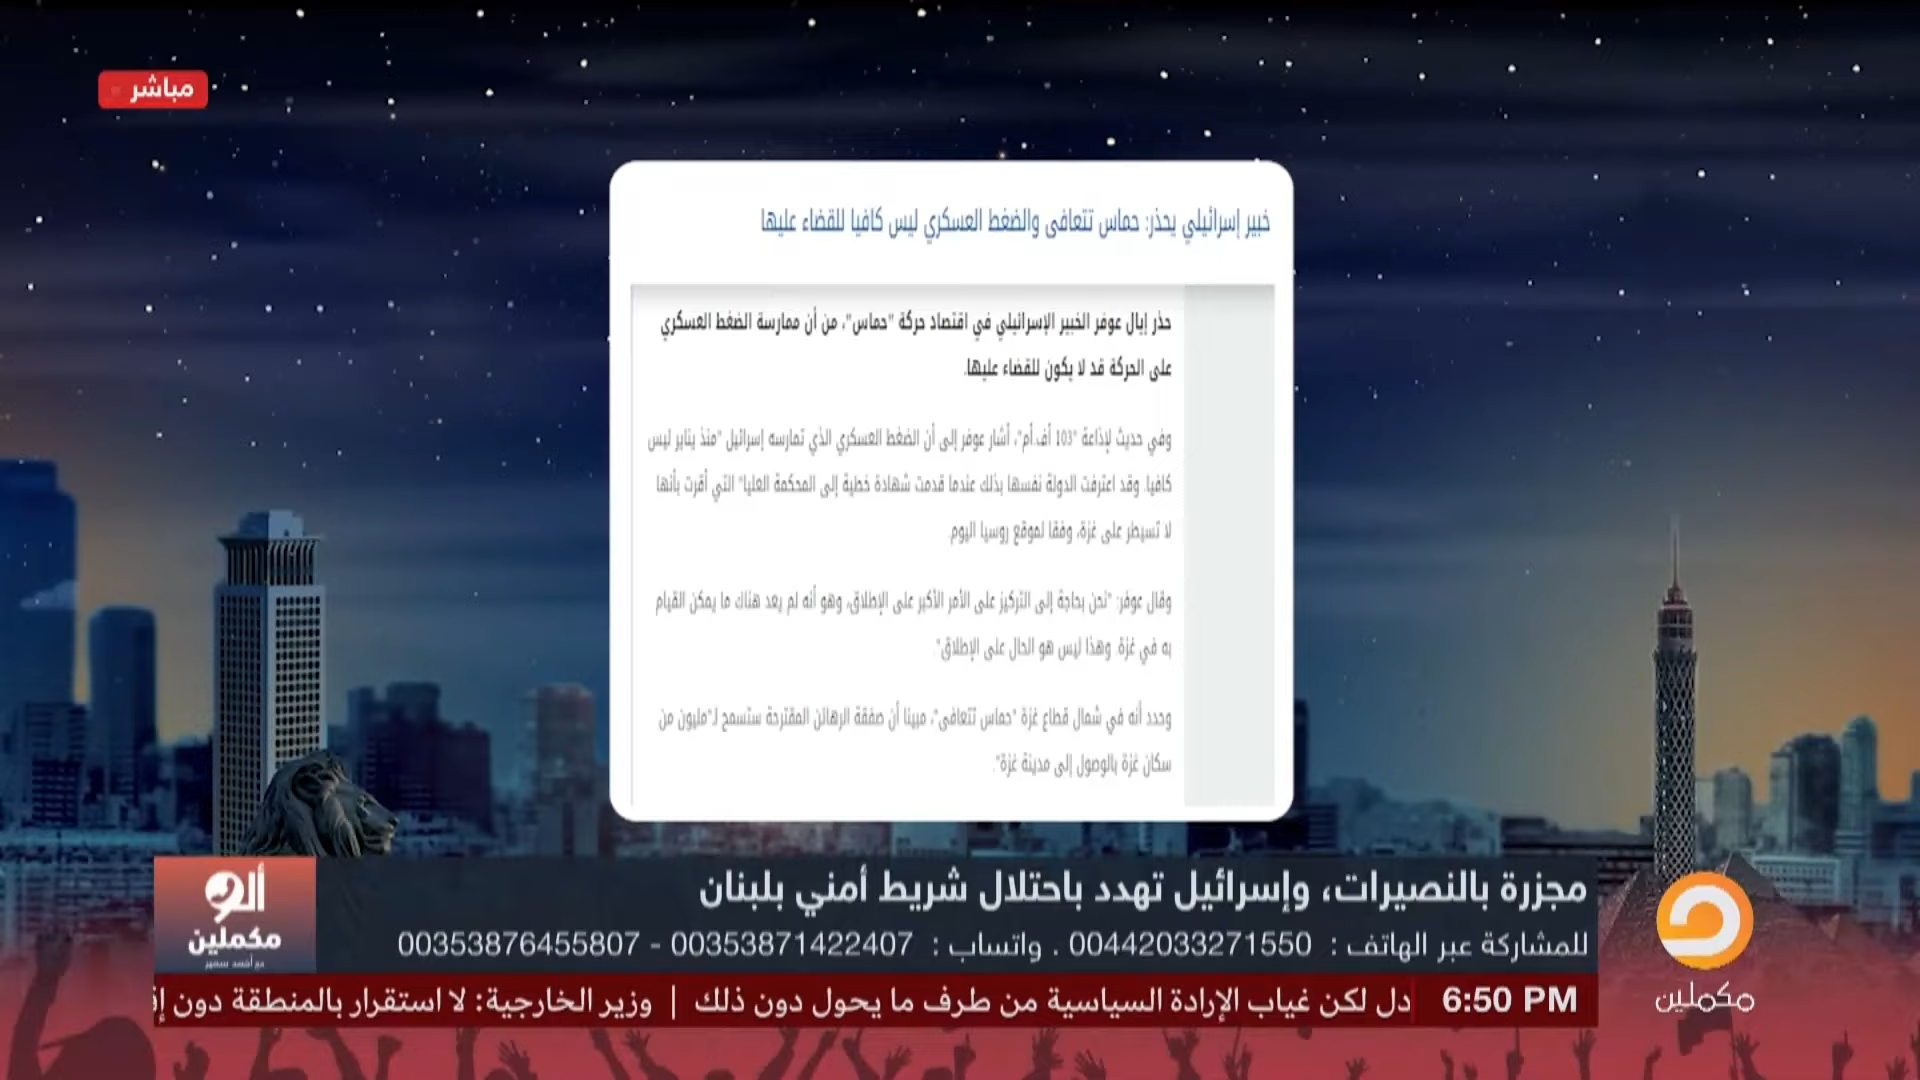 مباشر
خبير إسرائيلي يحذر: حماس تتعافى والضغط العسكري ليس كافيا للقضاء عليها
حذر إيال عوفر الخبير الإسرائيلي في اقتصاد حركة "حماس"، من أن ممارسة الضغط العسكري
على الحركة قد لا يكون للقضاء عليها.
وفي حديث لإذاعة "103 أف.أم"، أشار عوفر إلى أن الضغط العسكري الذي تمارسه إسرائيل "منذ يناير ليس
كافيا. وقد اعترفت الدولة نفسها بذلك عندما قدمت شهادة خطية إلى المحكمة العليا" التي أقرت بأنها
لا تسيطر على غزة، وفقا لموقع روسيا اليوم.
وقال عوفر: "نحن بحاجة إلى التركيز على الأمر الأكبر على الإطلاق، وهو أنه لم يعد هناك ما يمكن القيام
به في غزة. وهذا ليس هو الحال على الإطلاق".
وحدد أنه في شمال قطاع غزة "حماس تتعافى"، مبينا أن صفقة الرهائن المقترحة ستسمح لـ"مليون من
سكان غزة بالوصول إلى مدينة غزة".
ألو
مكملين
مع أحمد سمير
مجزرة بالنصيرات، وإسرائيل تهدد باحتلال شريط أمني بلبنان
للمشاركة عبر الهاتف : 00442033271550 . واتساب : 00353871422407 - 00353876455807
6:50 PM دل لكن غياب الإرادة السياسية من طرف ما يحول دون ذلك | وزير الخارجية: لا استقرار بالمنطقة دون إق
مكملين